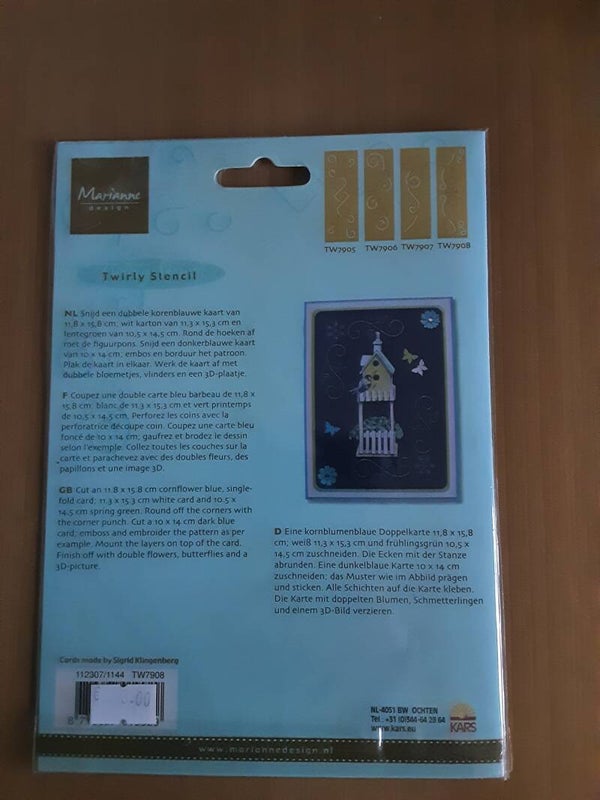 Marianne
design
TW7905 TW7906 TW7907 TW7908
Twirly Stencil
NL Snijd een dubbele korenblauwe kaart van
11,8 x 15,8 cm; wit karton van 11,3 x 15,3 cm en
lentegroen van 10,5 x 14,5 cm. Rond de hoeken af
met de figuurpons. Snijd een donkerblauwe kaart
van 10 x 14 cm; embos en borduur het patroon.
Plak de kaart in elkaar. Werk de kaart af met
dubbele bloemetjes, vlinders en een 3D-plaatje.
F Coupez une double carte bleu barbeau de 11,8 x
15,8 cm; blanc de 11,3 x 15,3 cm et vert printemps
de 10,5 x 14,5 cm. Perforez les coins avec la
perforatrice découpe coin. Coupez une carte bleu
foncé de 10 x 14 cm; gaufrez et brodez le dessin
selon l'exemple. Collez toutes les couches sur la
carte et parachevez avec des doubles fleurs, des
papillons et une image 3D.
GB Cut an 11.8 x 15.8 cm cornflower blue, single-
fold card; 11.3 x 15.3 cm white card and 10.5 x
14.5 cm spring green. Round off the corners with
the corner punch. Cut a 10 x 14 cm dark blue
card; emboss and embroider the pattern as per
example. Mount the layers on top of the card.
Finish off with double flowers, butterflies and a
3D-picture.
D Eine kornblumenblaue Doppelkarte 11,8 x 15,8
cm; weiß 11,3 x 15,3 cm und frühlingsgrün 10,5 x
14,5 cm zuschneiden. Die Ecken mit der Stanze
abrunden. Eine dunkelblaue Karte 10 x 14 cm
zuschneiden; das Muster wie im Abbild prägen
und sticken. Alle Schichten auf die Karte kleben.
Die Karte mit doppelten Blumen, Schmetterlingen
und einem 3D-Bild verzieren.
Cards made by Sigrid Klingenberg
112307/1144 TW7908
NL-4051 BW OCHTEN
Tel.: +31 (0)344-64 28 64
www.kars.eu
KARS
www.mariannedesign.nl